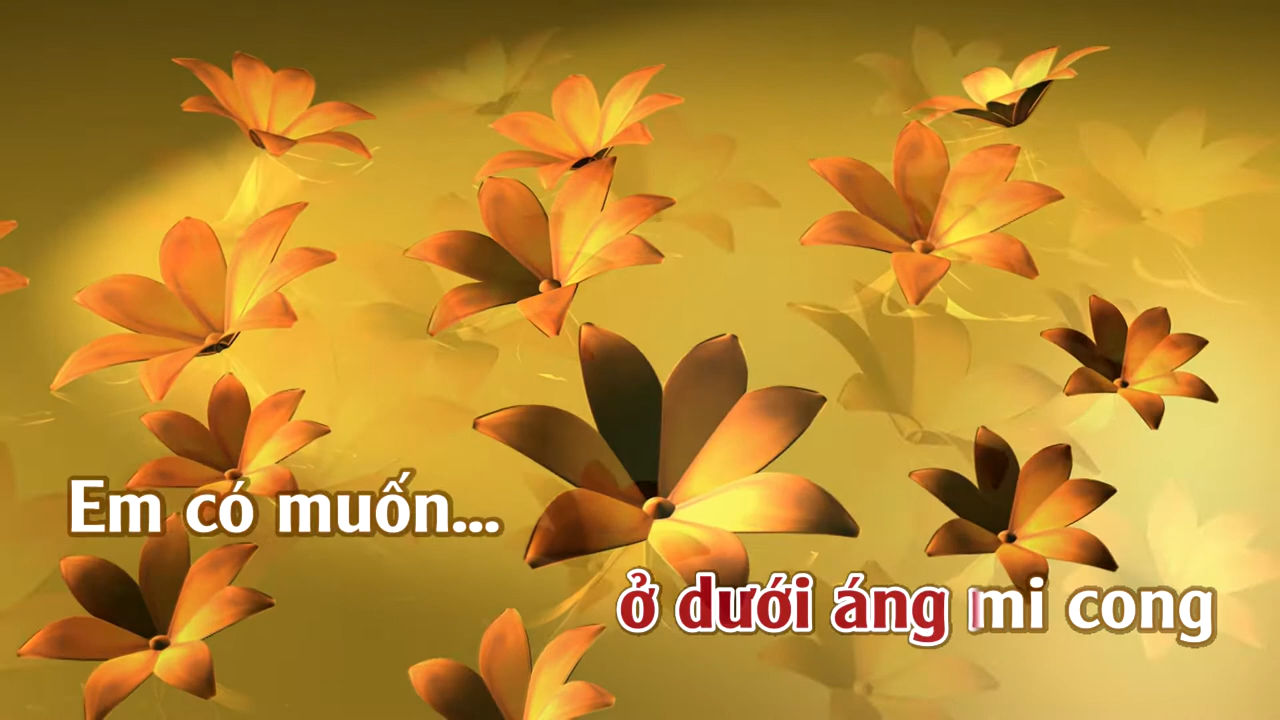 Em có muốn...
ở dưới áng mi cong